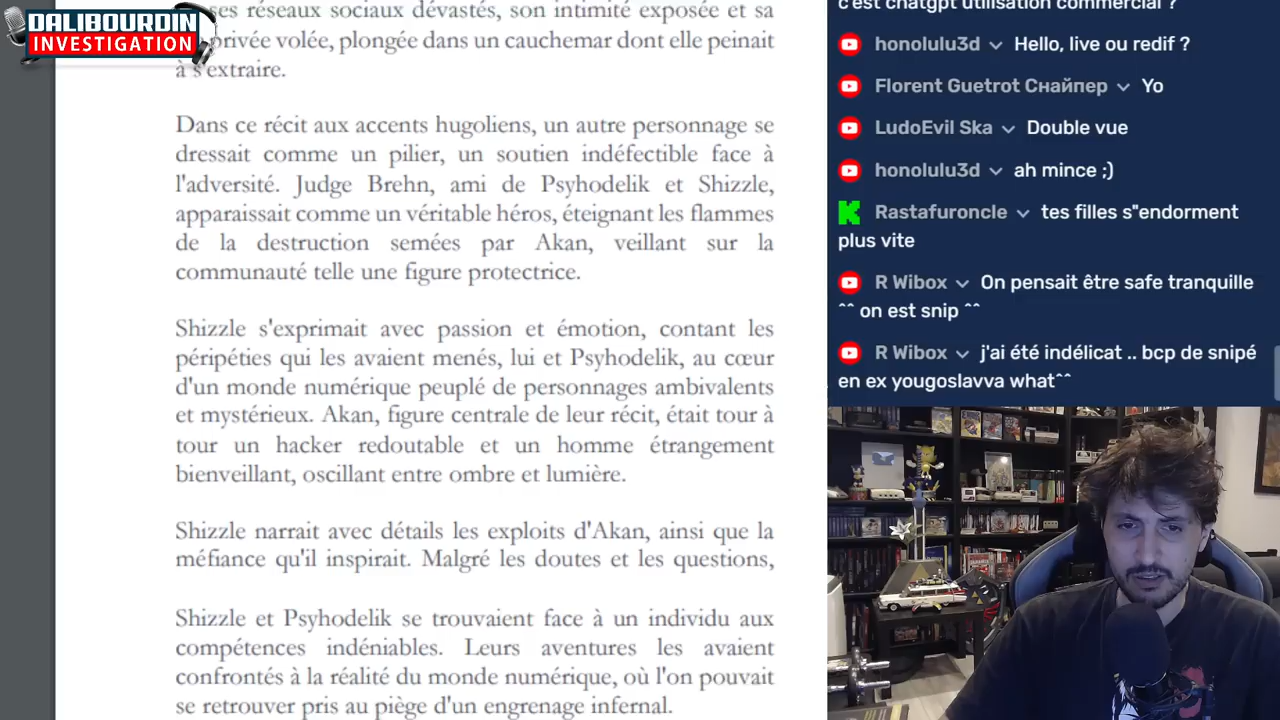 DALIBOURDIN
INVESTIGATION
ses réseaux sociaux dévastés, son intimité exposée et sa
privée volée, plongée dans un cauchemar dont elle peinait
à s'extraire.
Dans ce récit aux accents hugoliens, un autre personnage se
dressait comme un pilier, un soutien indéfectible face à
l'adversité. Judge Brehn, ami de Psyhodelik et Shizzle,
apparaissait comme un véritable héros, éteignant les flammes
de la destruction semées par Akan, veillant sur la
communauté telle une figure protectrice.
Shizzle s'exprimait avec passion et émotion, contant les
péripéties qui les avaient menés, lui et Psyhodelik, au cœur
d'un monde numérique peuplé de personnages ambivalents
et mystérieux. Akan, figure centrale de leur récit, était tour à
tour un hacker redoutable et un homme étrangement
bienveillant, oscillant entre ombre et lumière.
Shizzle narrait avec détails les exploits d'Akan, ainsi que la
méfiance qu'il inspirait. Malgré les doutes et les questions,
Shizzle et Psyhodelik se trouvaient face à un individu aux
compétences indéniables. Leurs aventures les avaient
confrontés à la réalité du monde numérique, où l'on pouvait
se retrouver pris au piège d'un engrenage infernal.
c'est chatgpt utilisation commercial ?
honolulu3d Hello, live ou redif ?
Florent Guetrot Снайпер Yo
LudoEvil Ska Double vue
honolulu3d ah mince ;)
Rastafuroncle tes filles s"endorment
plus vite
R Wibox On pensait être safe tranquille
^^ on est snip ^^
R Wibox j'ai été indélicat .. bcp de snipé
en ex yougoslavva what^^